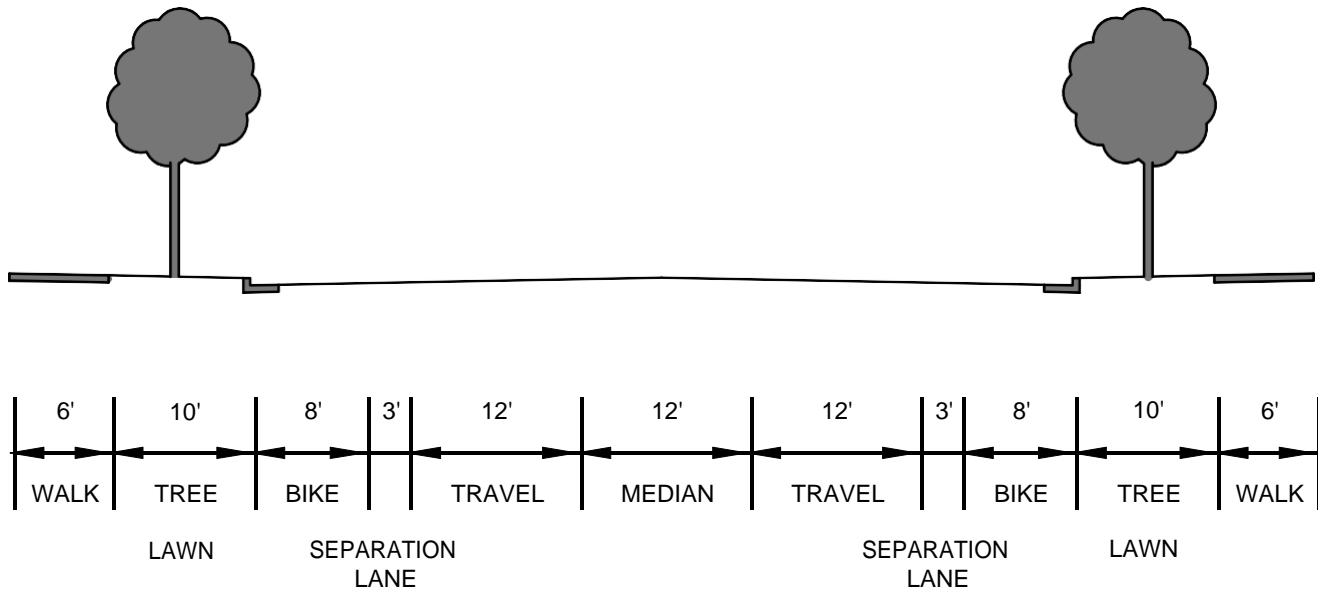 6' 10' 8' 3' 12' 12' 12' 3' 8' 10' 6'
WALK TREE BIKE TRAVEL MEDIAN TRAVEL BIKE TREE WALK
LAWN SEPARATION SEPARATION LAWN
LANE LANE